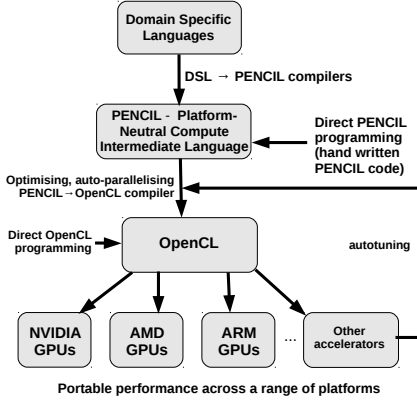 Domain Specific
Languages
DSL → PENCIL compilers
PENCIL - Platform-
Neutral Compute
Intermediate Language
Direct PENCIL
programming
(hand written
PENCIL code)
Optimising, auto-parallelising
PENCIL→OpenCL compiler
Direct OpenCL
programming
OpenCL
autotuning
NVIDIA
GPUs
AMD
GPUs
ARM
GPUs
...
Other
accelerators
Portable performance across a range of platforms